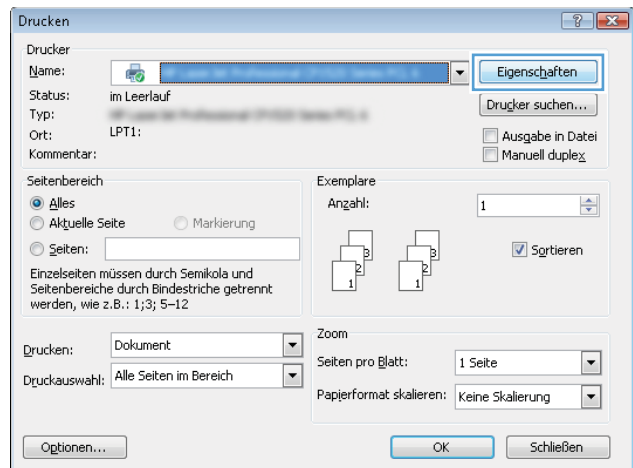 Drucken
Drucker
Name:
Eigenschaften
Status: im Leerlauf
Drucker suchen...
Typ:
Ort: LPT1:
Ausgabe in Datei
Kommentar:
Manuell duplex
Seitenbereich
Alles
Aktuelle Seite Markierung
Seiten:
Einzelseiten müssen durch Semikola und
Seitenbereiche durch Bindestriche getrennt
werden, wie z.B.: 1;3; 5–12
Exemplare
Anzahl: 1
3 3
2 2
1 1
Sortieren
Drucken: Dokument
Druckauswahl: Alle Seiten im Bereich
Zoom
Seiten pro Blatt: 1 Seite
Papierformat skalieren: Keine Skalierung
Optionen...
OK
Schließen